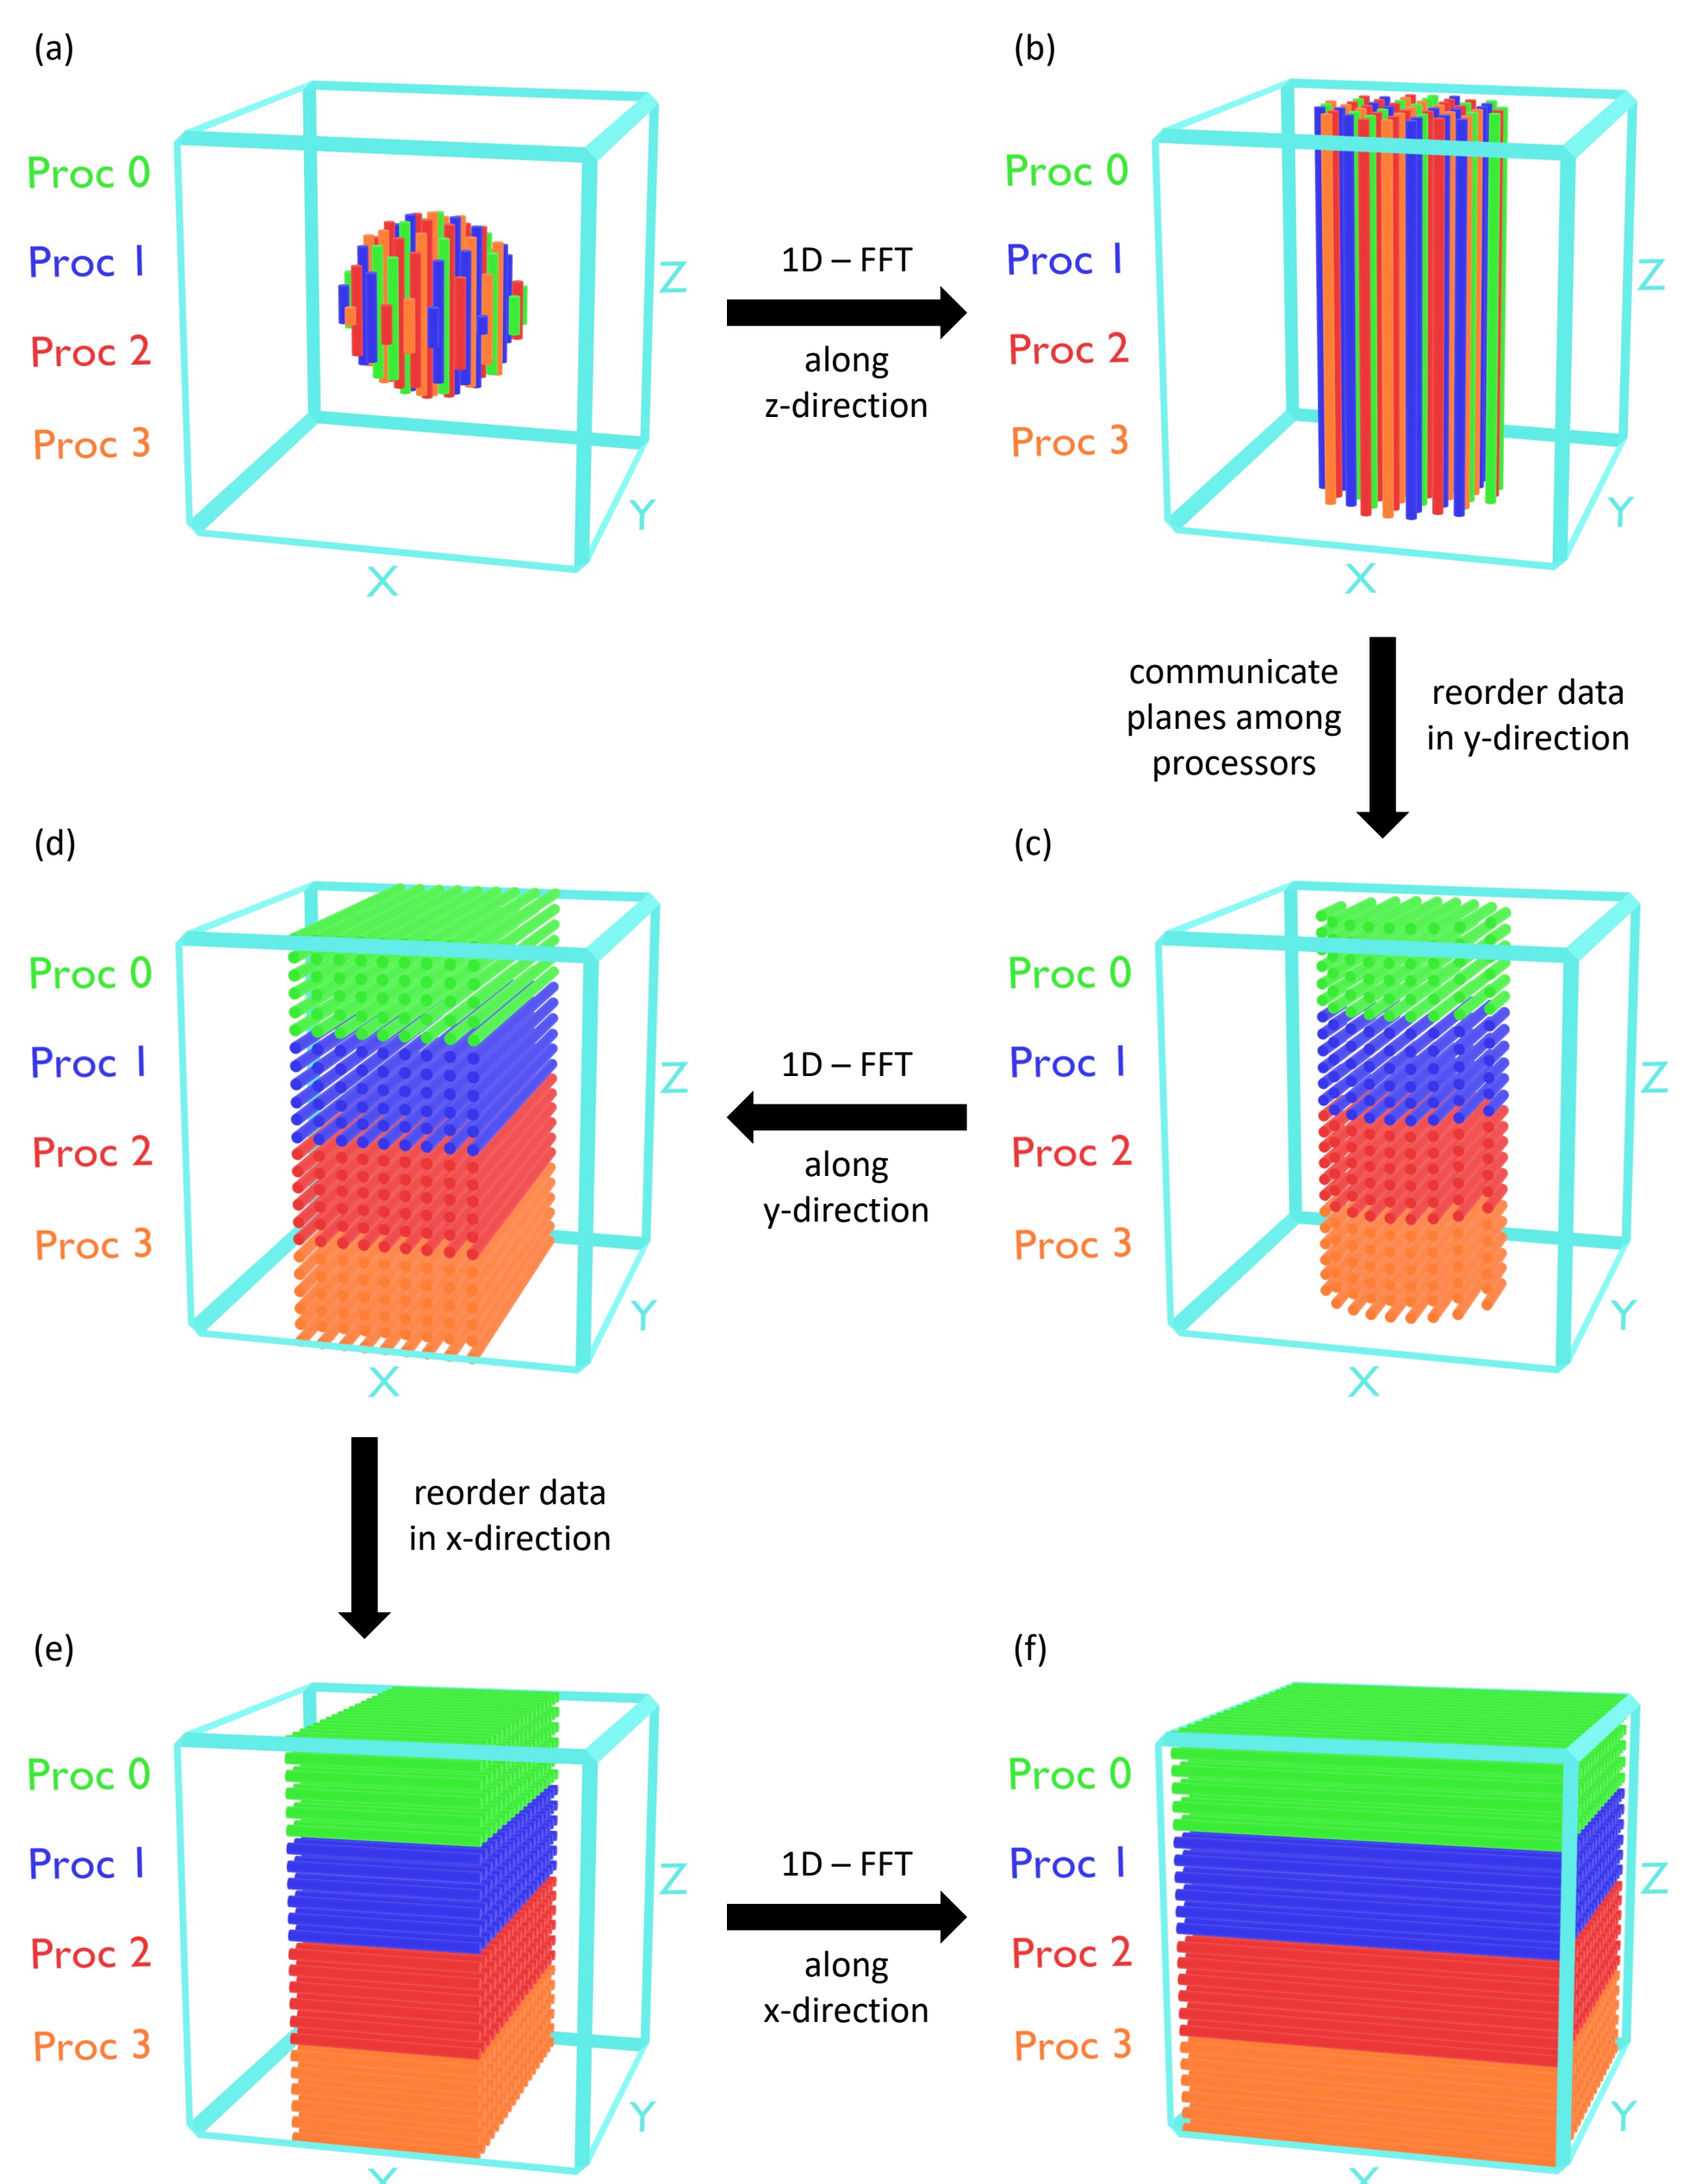 (a)
Proc 0
Proc 1
Proc 2
Proc 3
Z
Y
X
1D – FFT
along
z-direction
(b)
Proc 0
Proc 1
Proc 2
Proc 3
Z
Y
X
communicate
planes among
processors
reorder data
in y-direction
(d)
Proc 0
Proc 1
Proc 2
Proc 3
Z
Y
X
1D – FFT
along
y-direction
(c)
Proc 0
Proc 1
Proc 2
Proc 3
Z
Y
X
reorder data
in x-direction
(e)
Proc 0
Proc 1
Proc 2
Proc 3
Z
Y
X
1D – FFT
along
x-direction
(f)
Proc 0
Proc 1
Proc 2
Proc 3
Z
Y
X